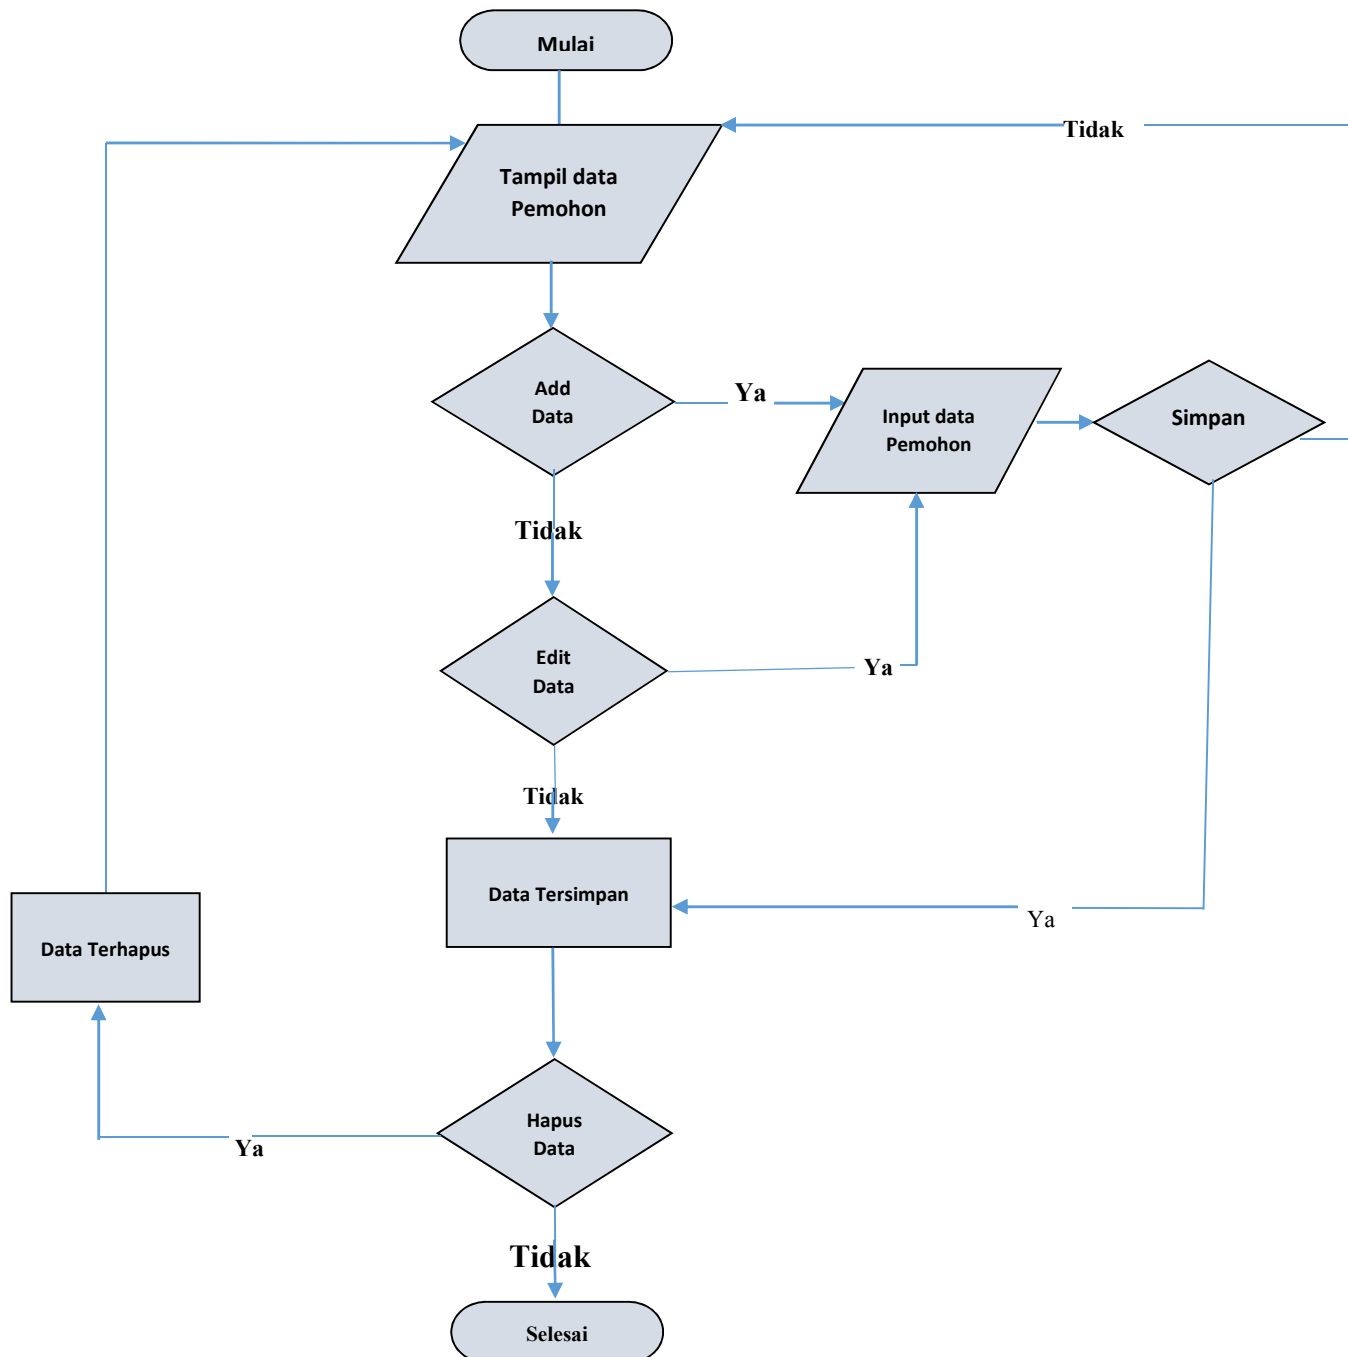 Mulai
Tidak
Tampil data
Pemohon
Add
Data
Ya
Input data
Pemohon
Simpan
Tidak
Edit
Data
Ya
Tidak
Data Tersimpan
Ya
Data Terhapus
Hapus
Data
Ya
Tidak
Selesai